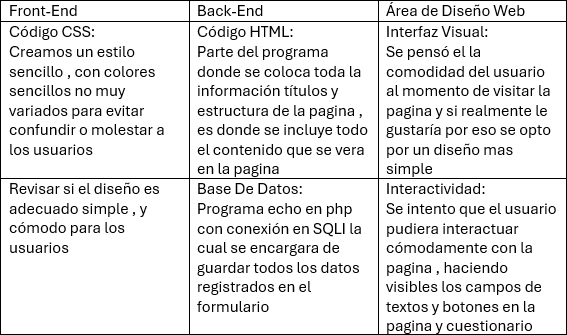 Front-End
Back-End
Área de Diseño Web
Código CSS:
Creamos un estilo
sencillo , con colores
sencillos no muy
variados para evitar
confundir o molestar a
los usuarios
Código HTML:
Parte del programa
donde se coloca toda la
información títulos y
estructura de la pagina ,
es donde se incluye todo
el contenido que se vera
en la pagina
Interfaz Visual:
Se pensó el la
comodidad del usuario
al momento de visitar la
pagina y si realmente le
gustaría por eso se opto
por un diseño mas
simple
Revisar si el diseño es
adecuado simple , y
cómodo para los
usuarios
Base De Datos:
Programa echo en php
con conexión en SQLI la
cual se encargara de
guardar todos los datos
registrados en el
formulario
Interactividad:
Se intento que el usuario
pudiera interactuar
cómodamente con la
pagina , haciendo
visibles los campos de
textos y botones en la
pagina y cuestionario